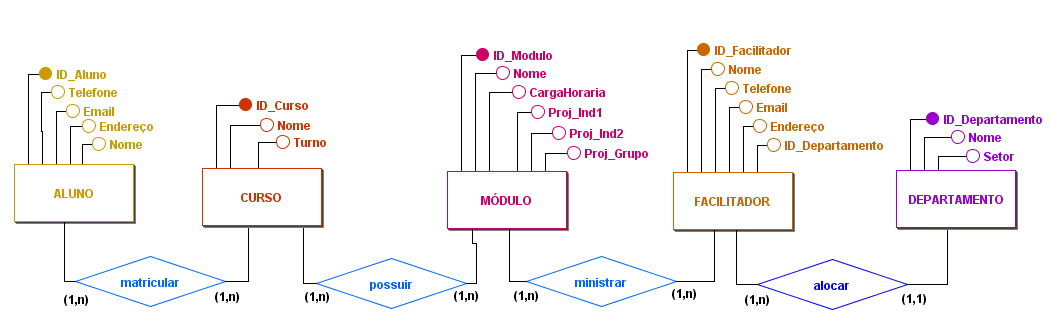 ID_Aluno
Telefone
Email
Endereço
Nome
ALUNO
ID_Curso
Nome
Turno
CURSO
ID_Modulo
Nome
CargaHoraria
Proj_Ind1
Proj_Ind2
Proj_Grupo
MÓDULO
ID_Facilitador
Nome
Telefone
Email
Endereço
ID_Departamento
FACILITADOR
ID_Departamento
Nome
Setor
DEPARTAMENTO
matricular
(1,n)
(1,n)
possuir
(1,n)
(1,n)
ministrar
(1,n)
(1,n)
alocar
(1,n)
(1,1)